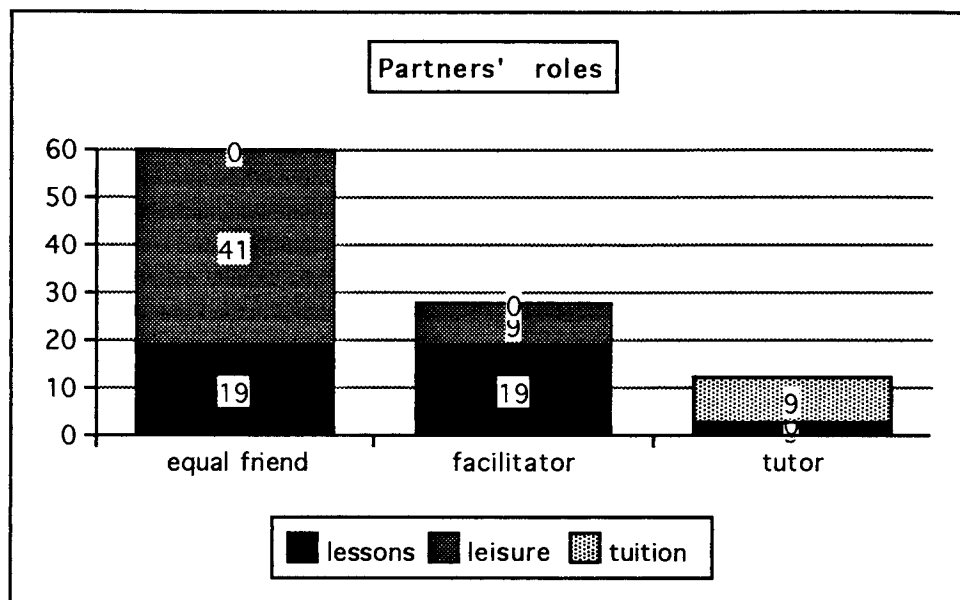 Partners' roles
60
50
40
30
20
10
0
0
41
19
0
9
19
9
0
equal friend
facilitator
tutor
lessons
leisure
tuition